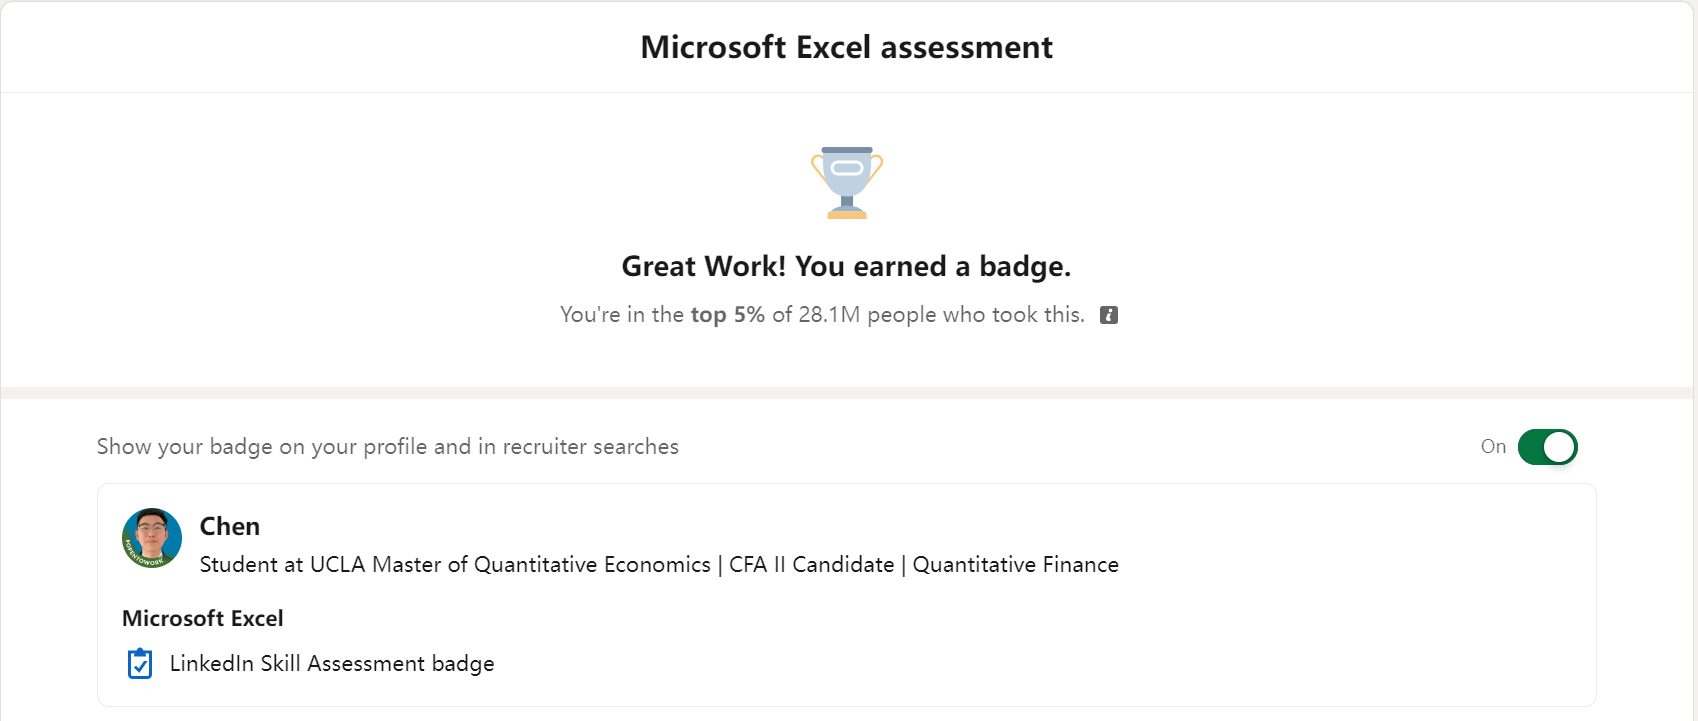 Microsoft Excel assessment
Great Work! You earned a badge.
You're in the top 5% of 28.1M people who took this. i
Show your badge on your profile and in recruiter searches
On
Chen
#OPENTOWORK
Student at UCLA Master of Quantitative Economics | CFA II Candidate | Quantitative Finance
Microsoft Excel
LinkedIn Skill Assessment badge